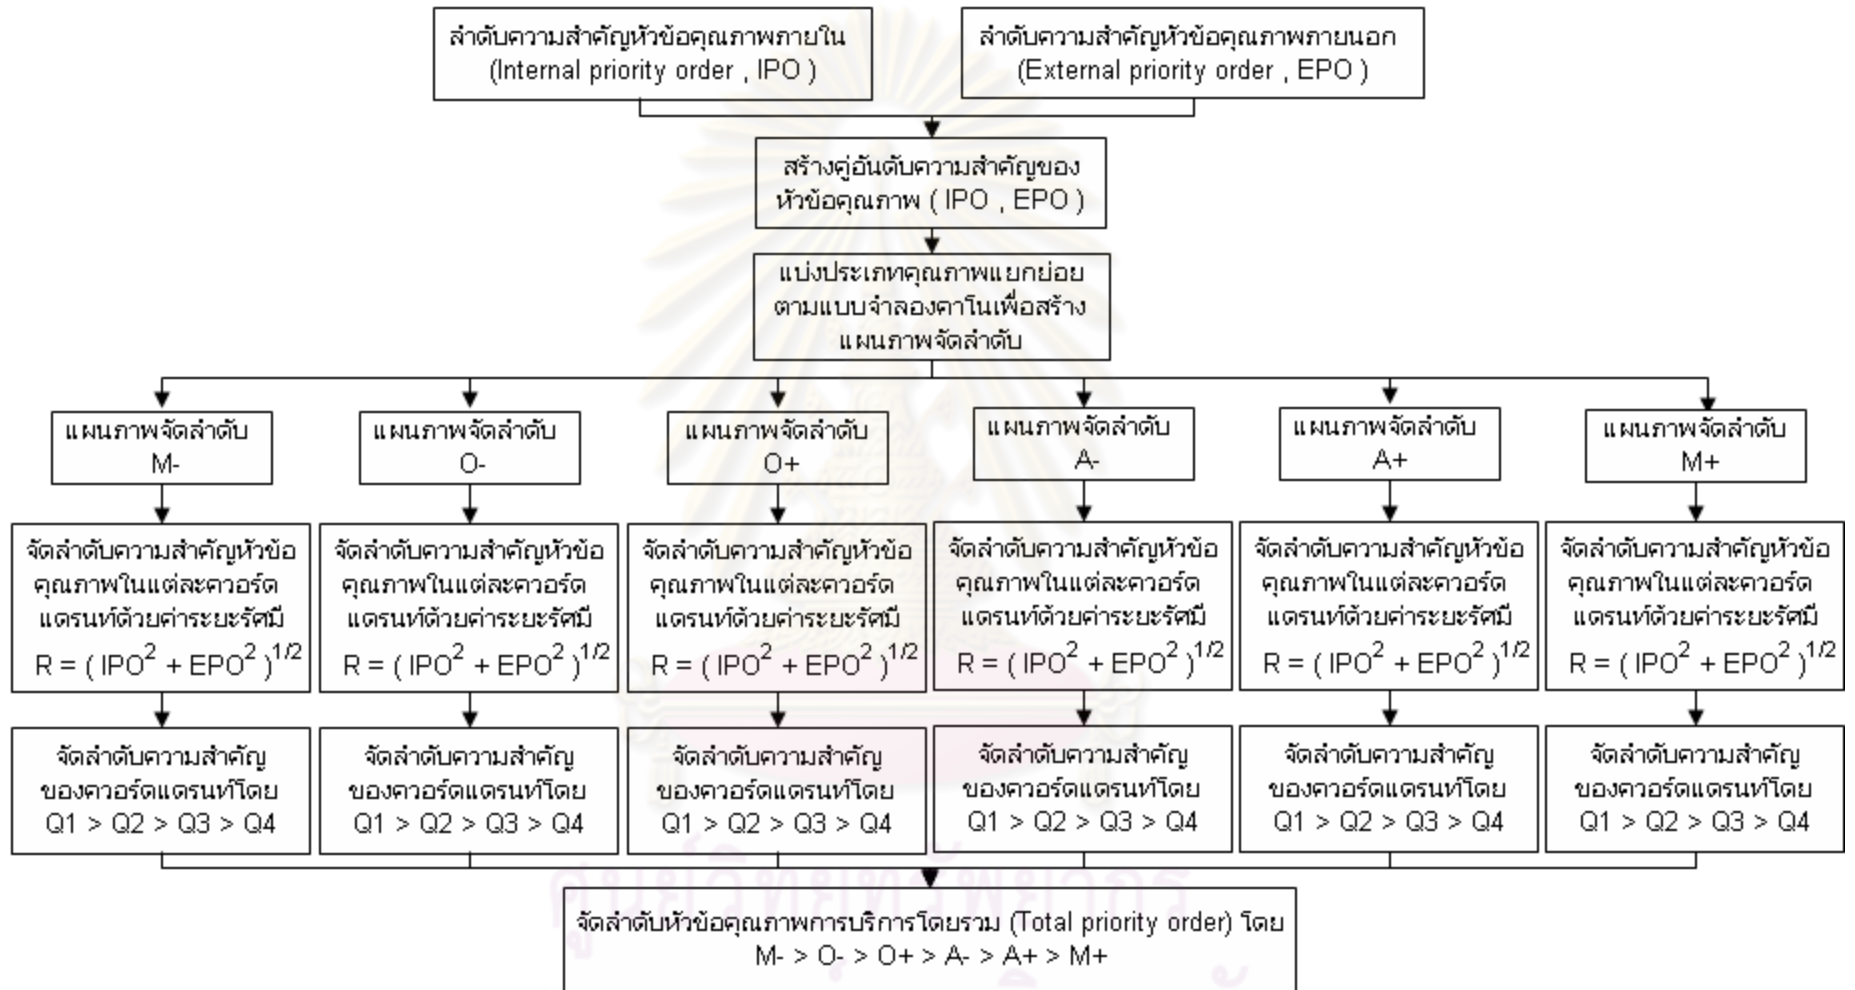 ลำดับความสำคัญหัวข้อคุณภาพภายใน
(Internal priority order , IPO )
ลำดับความสำคัญหัวข้อคุณภาพภายนอก
(External priority order , EPO )
สร้างคู่อันดับความสำคัญของ
หัวข้อคุณภาพ ( IPO , EPO )
แบ่งประเภทคุณภาพแยกย่อย
ตามแบบจำลองคาโนเพื่อสร้าง
แผนภาพจัดลำดับ
แผนภาพจัดลำดับ
M-
แผนภาพจัดลำดับ
O-
แผนภาพจัดลำดับ
O+
แผนภาพจัดลำดับ
A-
แผนภาพจัดลำดับ
A+
แผนภาพจัดลำดับ
M+
จัดลำดับความสำคัญหัวข้อ
คุณภาพในแต่ละควอร์ด
แดรนท์ด้วยค่าระยะรัศมี
R = ( IPO² + EPO² )^1/2
จัดลำดับความสำคัญหัวข้อ
คุณภาพในแต่ละควอร์ด
แดรนท์ด้วยค่าระยะรัศมี
R = ( IPO² + EPO² )^1/2
จัดลำดับความสำคัญหัวข้อ
คุณภาพในแต่ละควอร์ด
แดรนท์ด้วยค่าระยะรัศมี
R = ( IPO² + EPO² )^1/2
จัดลำดับความสำคัญหัวข้อ
คุณภาพในแต่ละควอร์ด
แดรนท์ด้วยค่าระยะรัศมี
R = ( IPO² + EPO² )^1/2
จัดลำดับความสำคัญหัวข้อ
คุณภาพในแต่ละควอร์ด
แดรนท์ด้วยค่าระยะรัศมี
R = ( IPO² + EPO² )^1/2
จัดลำดับความสำคัญหัวข้อ
คุณภาพในแต่ละควอร์ด
แดรนท์ด้วยค่าระยะรัศมี
R = ( IPO² + EPO² )^1/2
จัดลำดับความสำคัญ
ของควอร์ดแดรนท์โดย
Q1 > Q2 > Q3 > Q4
จัดลำดับความสำคัญ
ของควอร์ดแดรนท์โดย
Q1 > Q2 > Q3 > Q4
จัดลำดับความสำคัญ
ของควอร์ดแดรนท์โดย
Q1 > Q2 > Q3 > Q4
จัดลำดับความสำคัญ
ของควอร์ดแดรนท์โดย
Q1 > Q2 > Q3 > Q4
จัดลำดับความสำคัญ
ของควอร์ดแดรนท์โดย
Q1 > Q2 > Q3 > Q4
จัดลำดับความสำคัญ
ของควอร์ดแดรนท์โดย
Q1 > Q2 > Q3 > Q4
ศูนย์วิทยทรัพยากร
จัดลำดับหัวข้อคุณภาพการบริการโดยรวม (Total priority order) โดย
M- > O- > O+ > A- > A+ > M+